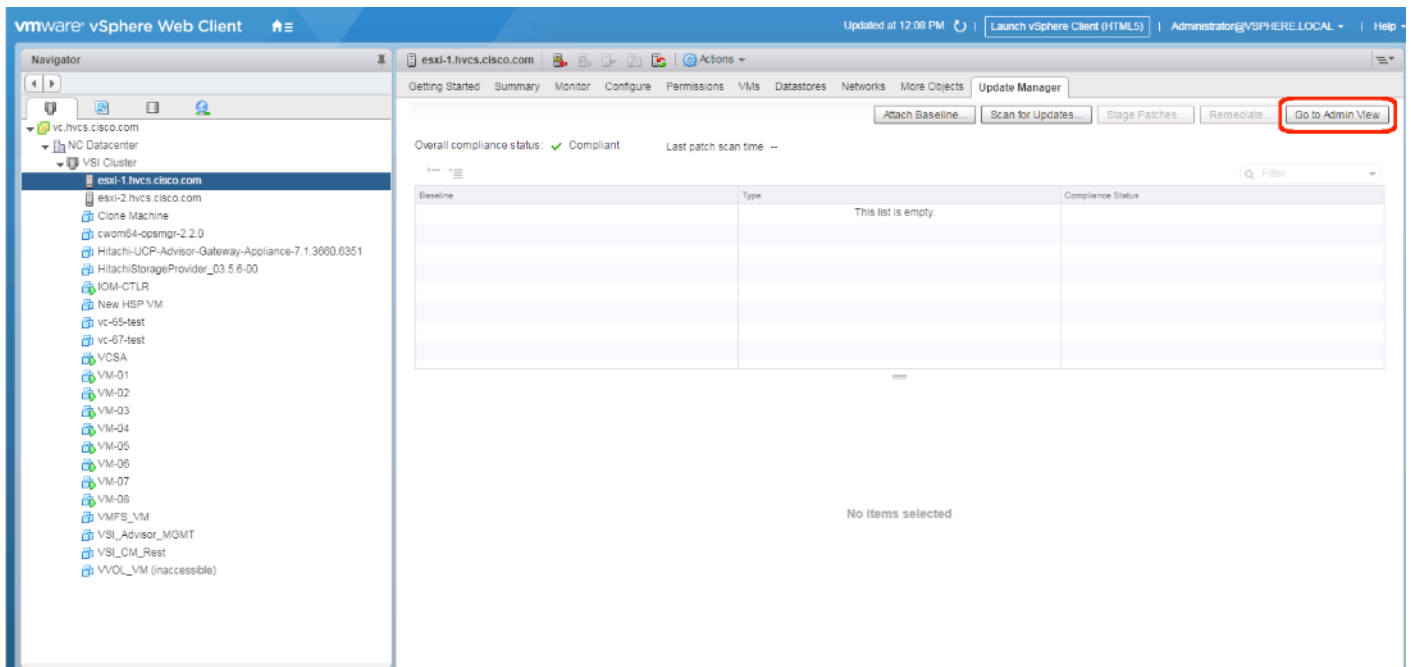 vmware® vSphere Web Client
Updated at 12:08 PM | Launch vSphere Client (HTML5) | Administrator@VSPHERE.LOCAL | Help
Navigator
esxi-1.hvcs.cisco.com | Actions
Getting Started Summary Monitor Configure Permissions VMs Datastores Networks More Objects Update Manager
Attach Baseline... Scan for Updates... Stage Patches... Remediate... Go to Admin View
vc.hvcs.cisco.com
NC Datacenter
VSI Cluster
esxi-1.hvcs.cisco.com
esxi-2.hvcs.cisco.com
Clone Machine
cwom64-opsmgr-2.2.0
Hitachi-UCP-Advisor-Gateway-Appliance-7.1.3660.6351
HitachiStorageProvider_03.5.6-00
IOM-CTLR
New HSP VM
vc-65-test
vc-67-test
VCSA
VM-01
VM-02
VM-03
VM-04
VM-05
VM-06
VM-07
VM-08
VMFS_VM
VSI_Advisor_MGMT
VSI_CM_Rest
VVOL_VM (inaccessible)
Overall compliance status: Compliant Last patch scan time --
Filter
Baseline Type Compliance Status
This list is empty.
No items selected